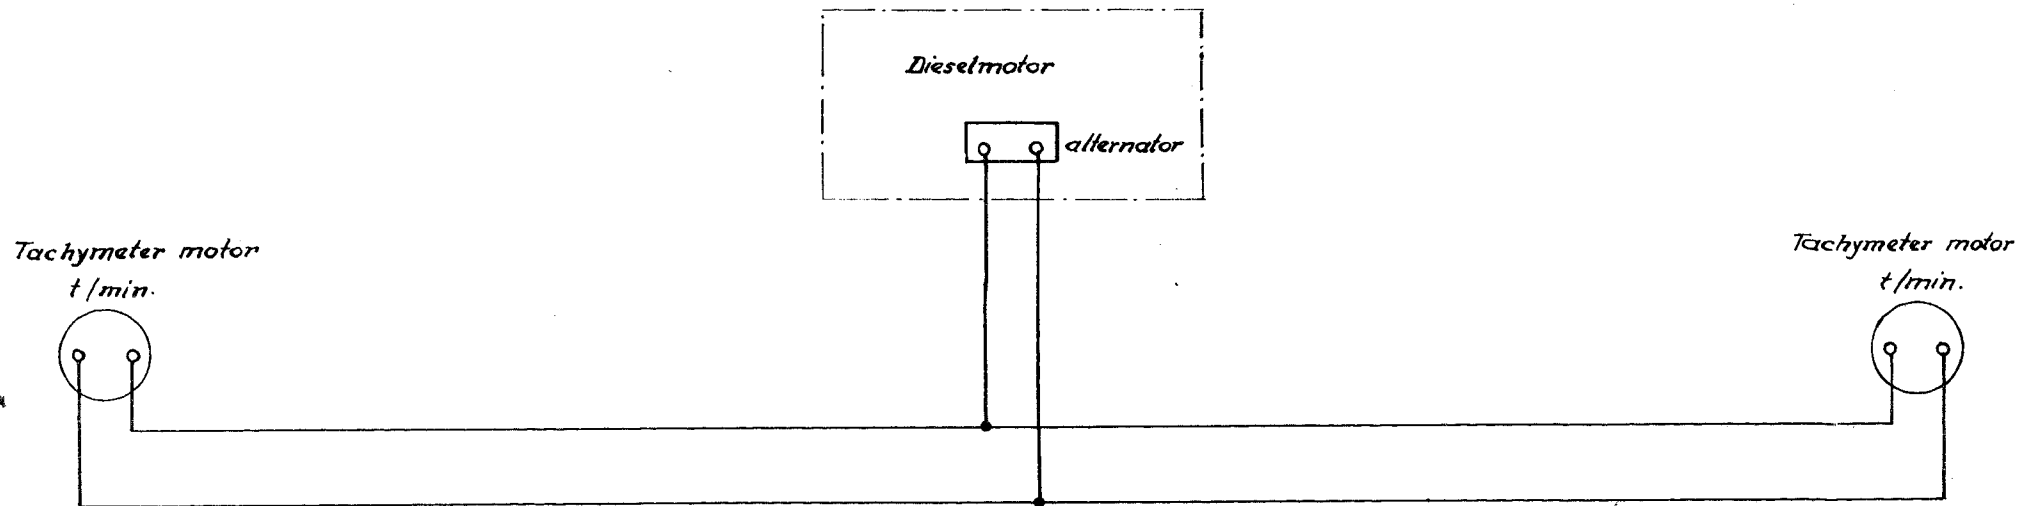 Dieselmotor
alternator
Tachymeter motor
t/min.
Tachymeter motor
t/min.